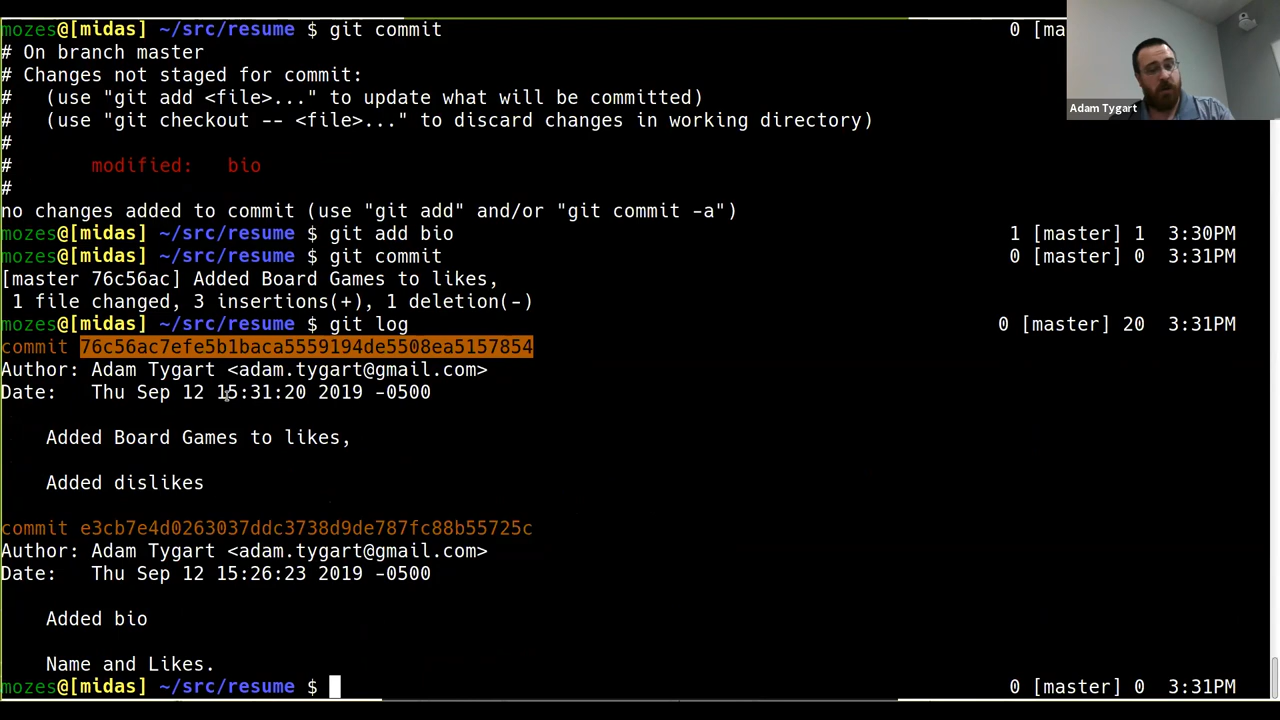 mozes@[midas] ~/src/resume $ git commit 0 [ma
# On branch master
# Changes not staged for commit:
#   (use "git add <file>..." to update what will be committed)
#   (use "git checkout -- <file>..." to discard changes in working directory)
#
#       modified:   bio
#
no changes added to commit (use "git add" and/or "git commit -a")
mozes@[midas] ~/src/resume $ git add bio 1 [master] 1  3:30PM
mozes@[midas] ~/src/resume $ git commit 0 [master] 0  3:31PM
[master 76c56ac] Added Board Games to likes,
 1 file changed, 3 insertions(+), 1 deletion(-)
mozes@[midas] ~/src/resume $ git log 0 [master] 20  3:31PM
commit 76c56ac7efe5b1baca5559194de5508ea5157854
Author: Adam Tygart <adam.tygart@gmail.com>
Date:   Thu Sep 12 15:31:20 2019 -0500
    Added Board Games to likes,
    Added dislikes
commit e3cb7e4d0263037ddc3738d9de787fc88b55725c
Author: Adam Tygart <adam.tygart@gmail.com>
Date:   Thu Sep 12 15:26:23 2019 -0500
    Added bio
    Name and Likes.
mozes@[midas] ~/src/resume $ 0 [master] 0  3:31PM
Adam Tygart